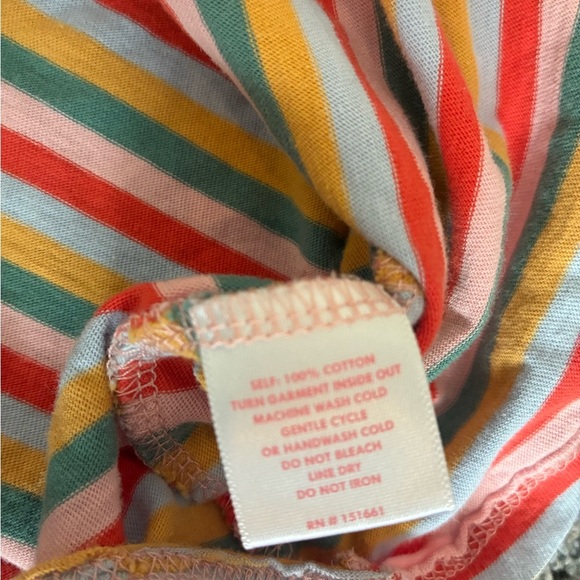 SELF: 100% COTTON
TURN GARMENT INSIDE OUT
MACHINE WASH COLD
GENTLE CYCLE
OR HANDWASH COLD
DO NOT BLEACH
LINE DRY
DO NOT IRON
RN # 151661